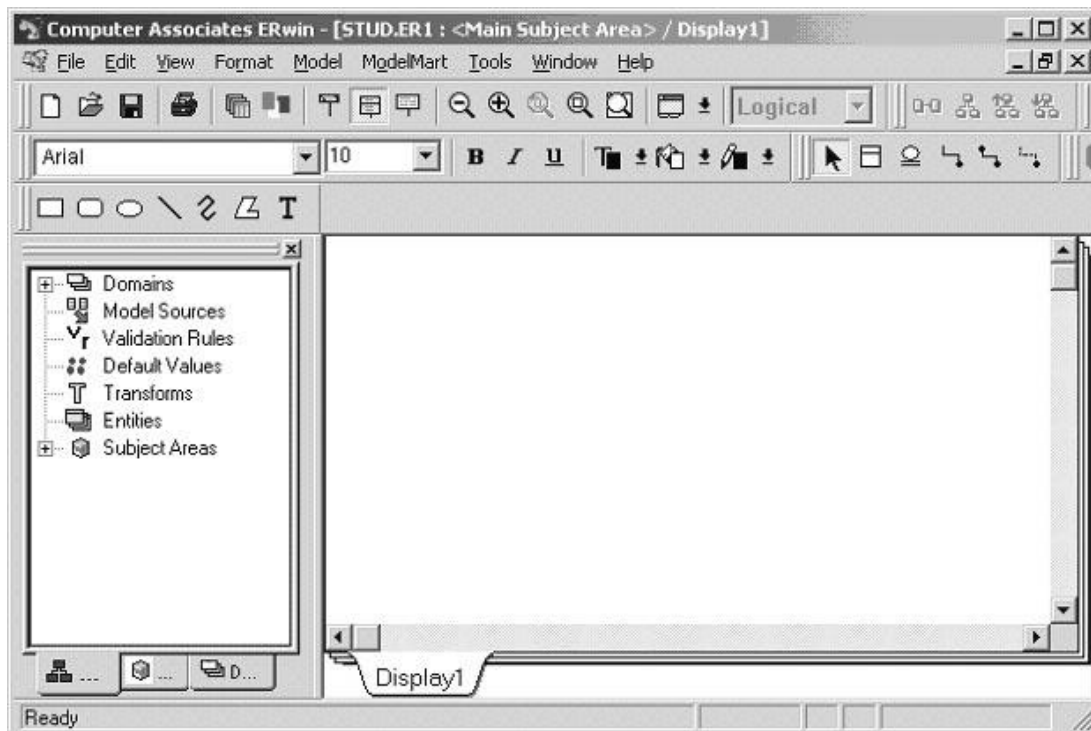 Computer Associates ERwin - [STUD.ER1 : <Main Subject Area> / Display1]
File Edit View Format Model ModelMart Tools Window Help
Logical
Arial 10 B I U
T
Domains
Model Sources
Validation Rules
Default Values
Transforms
Entities
Subject Areas
... ... D...
Display1
Ready